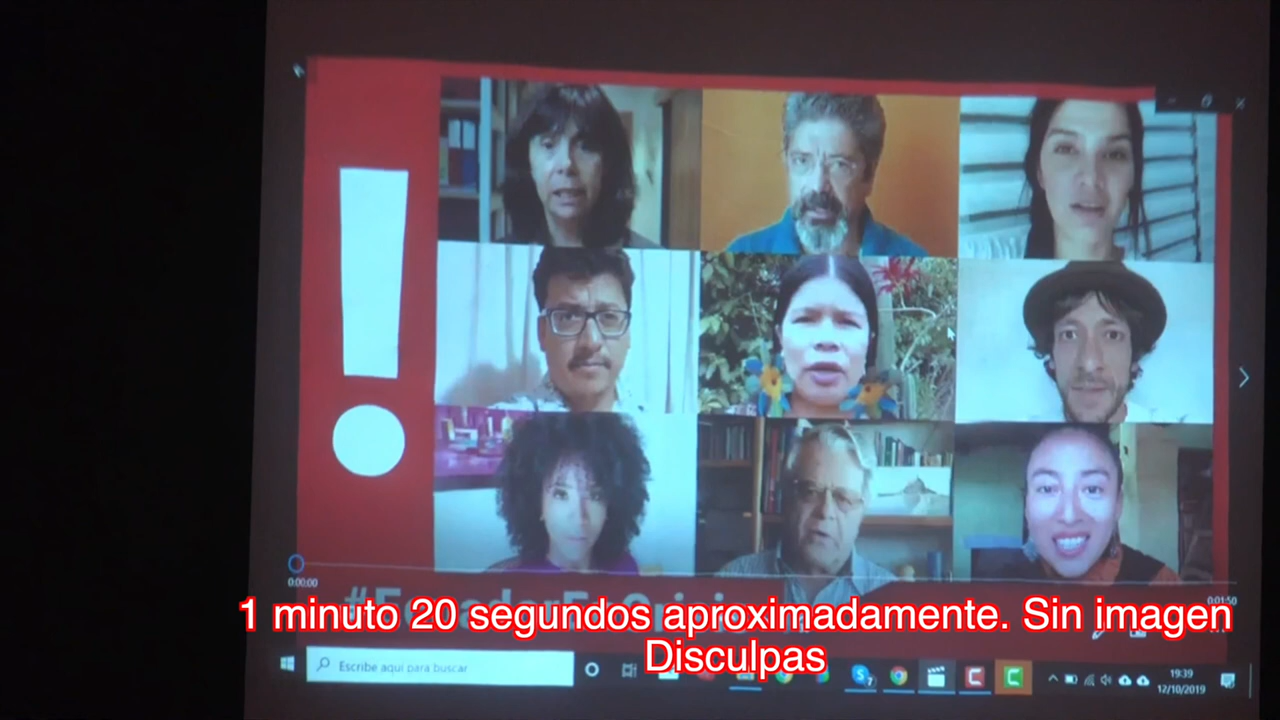 !
0:00:00
0:01:50
1 minuto 20 segundos aproximadamente. Sin imagen
Disculpas
Escribe aquí para buscar
7
19:39
12/10/2019